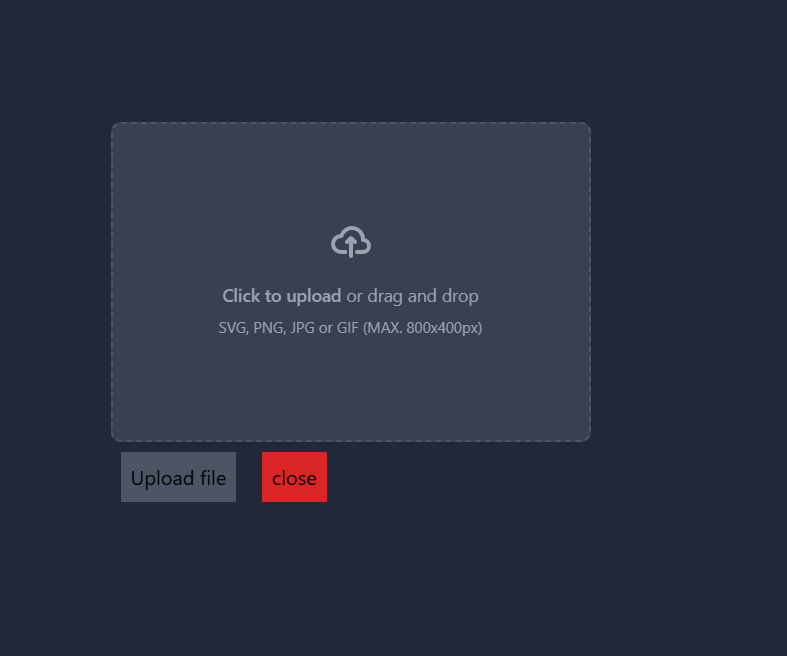 Click to upload or drag and drop
SVG, PNG, JPG or GIF (MAX. 800x400px)
Upload file
close